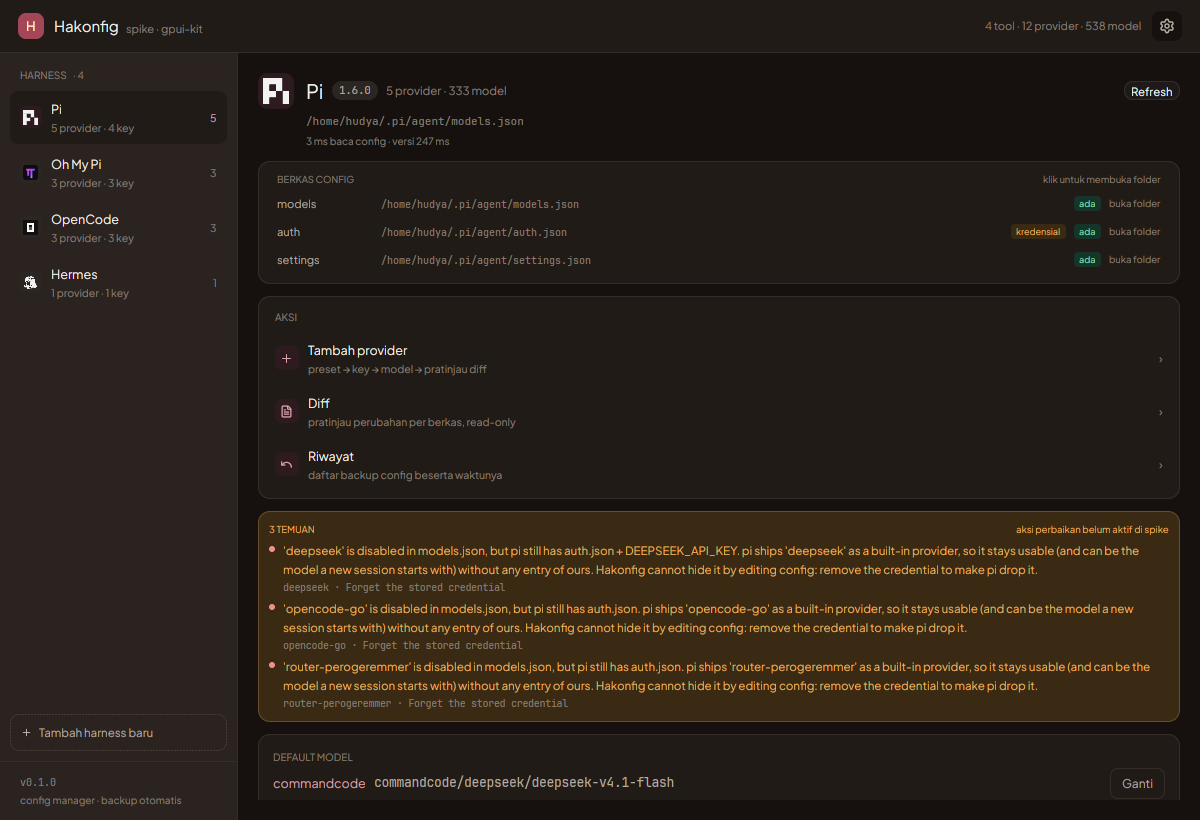 H Hakonfig spike · gpui-kit
4 tool · 12 provider · 538 model
HARNESS · 4
Pi
5 provider · 4 key
5
Oh My Pi
3 provider · 3 key
3
OpenCode
3 provider · 3 key
3
Hermes
1 provider · 1 key
1
+ Tambah harness baru
v0.1.0
config manager · backup otomatis
Pi 1.6.0 5 provider · 333 model
Refresh
/home/hudya/.pi/agent/models.json
3 ms baca config · versi 247 ms
BERKAS CONFIG
klik untuk membuka folder
models /home/hudya/.pi/agent/models.json ada buka folder
auth /home/hudya/.pi/agent/auth.json kredensial ada buka folder
settings /home/hudya/.pi/agent/settings.json ada buka folder
AKSI
Tambah provider
preset → key → model → pratinjau diff
Diff
pratinjau perubahan per berkas, read-only
Riwayat
daftar backup config beserta waktunya
3 TEMUAN
aksi perbaikan belum aktif di spike
'deepseek' is disabled in models.json, but pi still has auth.json + DEEPSEEK_API_KEY. pi ships 'deepseek' as a built-in provider, so it stays usable (and can be the
model a new session starts with) without any entry of ours. Hakonfig cannot hide it by editing config: remove the credential to make pi drop it.
deepseek · Forget the stored credential
'opencode-go' is disabled in models.json, but pi still has auth.json. pi ships 'opencode-go' as a built-in provider, so it stays usable (and can be the model a new
session starts with) without any entry of ours. Hakonfig cannot hide it by editing config: remove the credential to make pi drop it.
opencode-go · Forget the stored credential
'router-perogeremmer' is disabled in models.json, but pi still has auth.json. pi ships 'router-perogeremmer' as a built-in provider, so it stays usable (and can be the
model a new session starts with) without any entry of ours. Hakonfig cannot hide it by editing config: remove the credential to make pi drop it.
router-perogeremmer · Forget the stored credential
DEFAULT MODEL
commandcode commandcode/deepseek/deepseek-v4.1-flash
Ganti